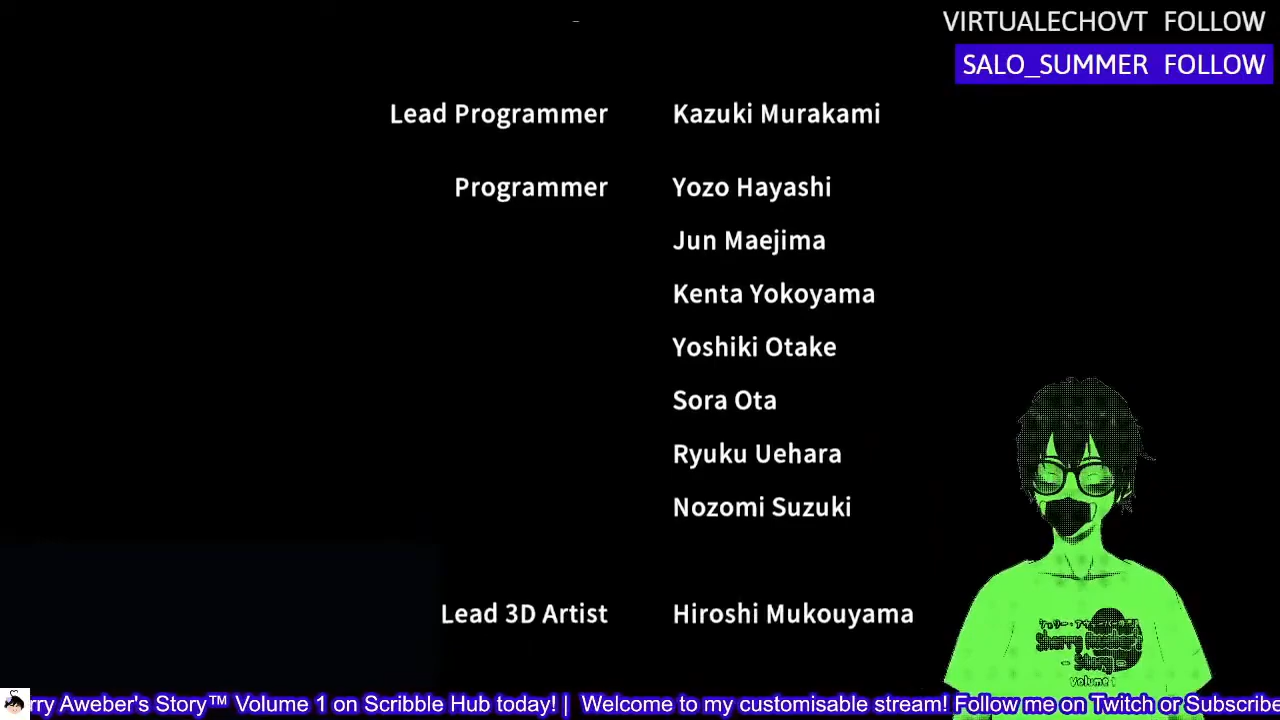 VIRTUALECHOVT FOLLOW
SALO_SUMMER FOLLOW
Lead Programmer Kazuki Murakami
Programmer Yozo Hayashi
Jun Maejima
Kenta Yokoyama
Yoshiki Otake
Sora Ota
Ryuku Uehara
Nozomi Suzuki
Lead 3D Artist Hiroshi Mukouyama
Volume 1
rry Aweber's Story™ Volume 1 on Scribble Hub today! | Welcome to my customisable stream! Follow me on Twitch or Subscribe